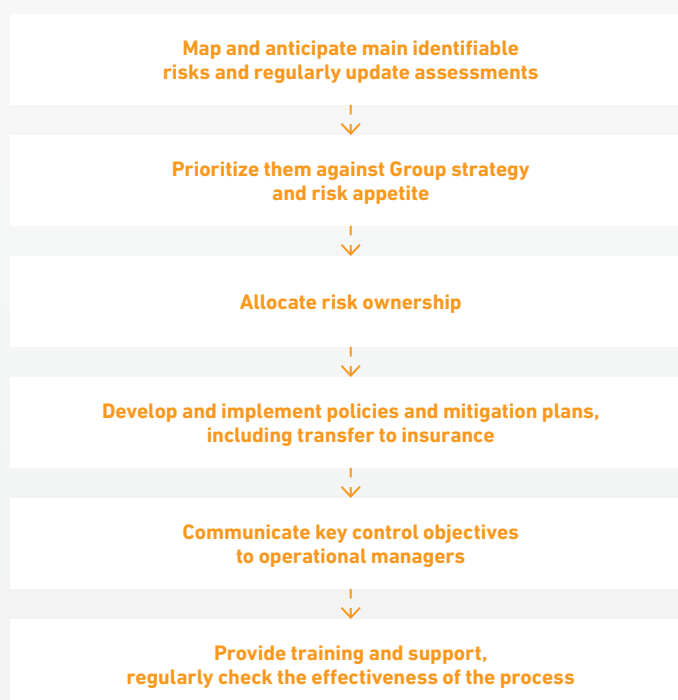 Map and anticipate main identifiable
risks and regularly update assessments
Prioritize them against Group strategy
and risk appetite
Allocate risk ownership
Develop and implement policies and mitigation plans,
including transfer to insurance
Communicate key control objectives
to operational managers
Provide training and support,
regularly check the effectiveness of the process